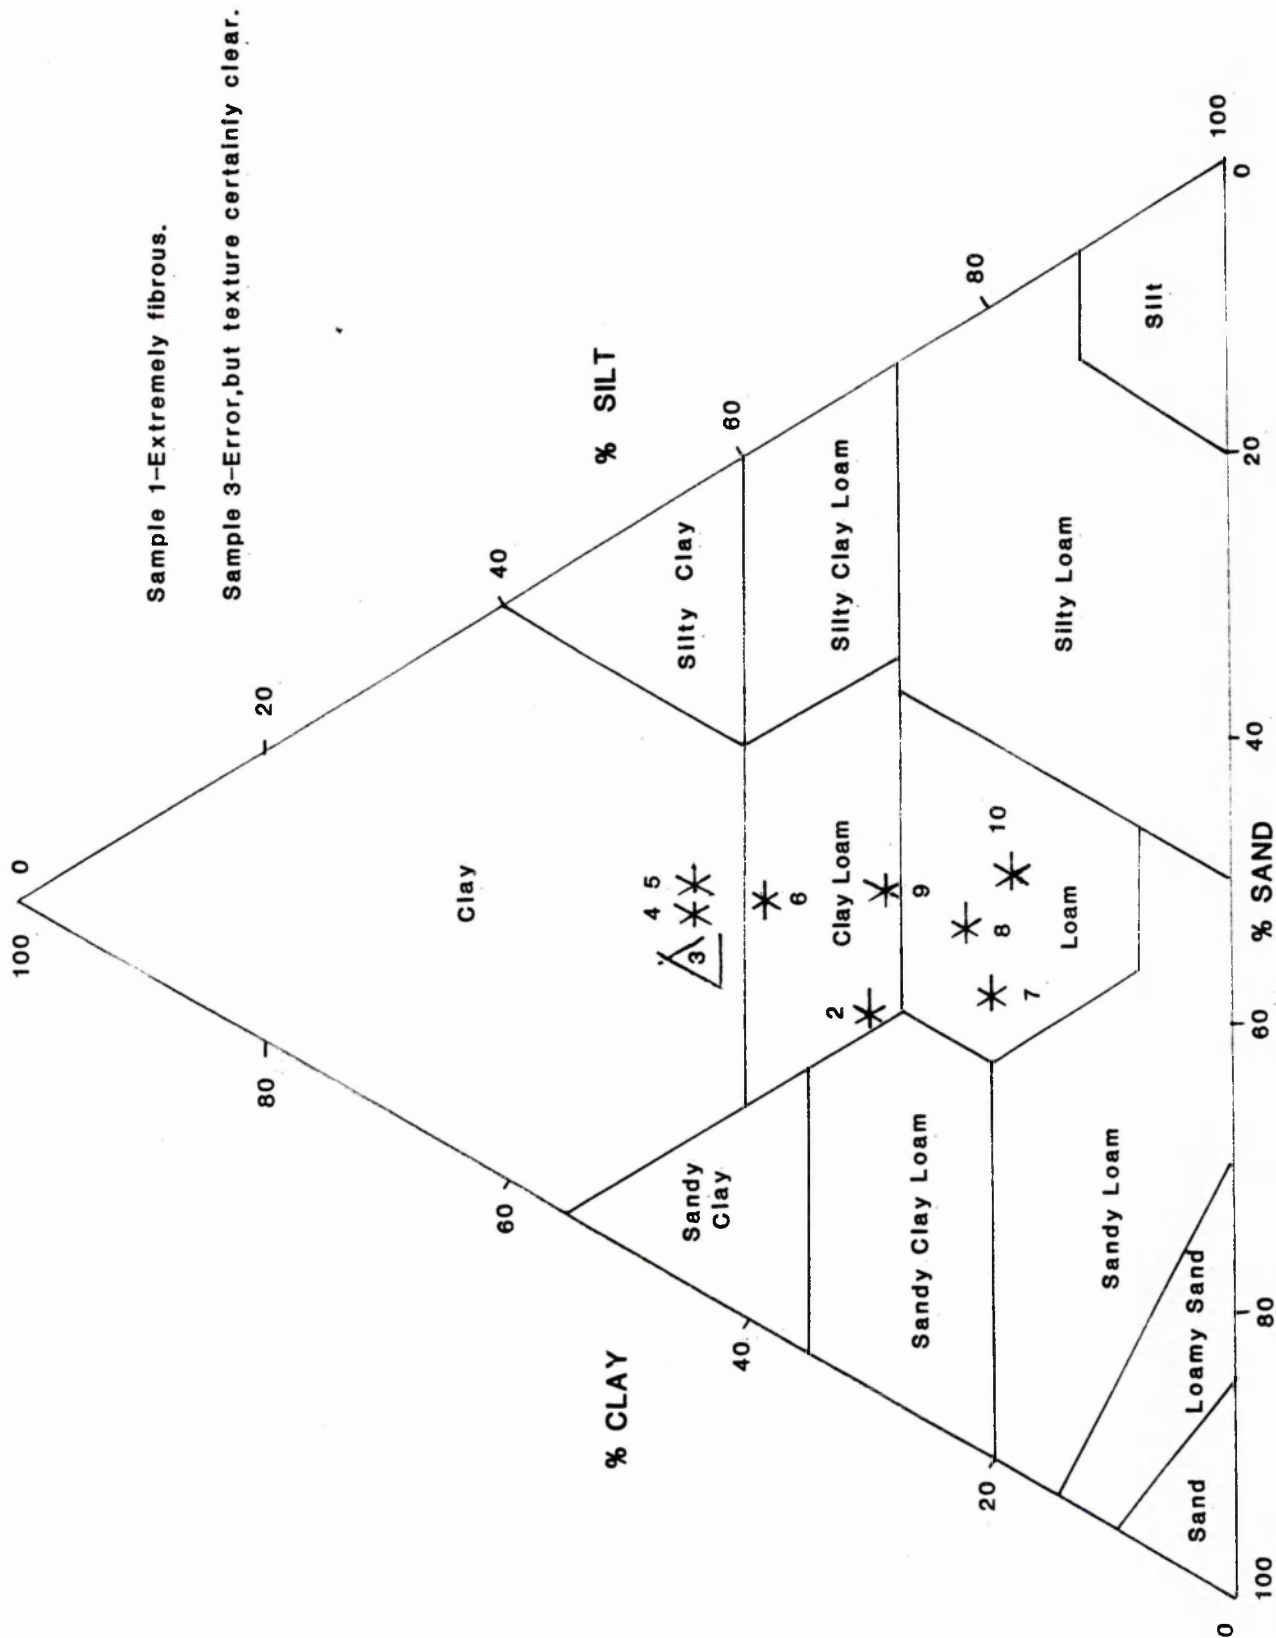 Sample 1-Extremely fibrous.
Sample 3-Error,but texture certainly clear.
100
0
80
20
60
40
40
60
20
80
0
100
% CLAY
% SILT
Clay
Silty Clay
Sandy
Clay
Silty Clay Loam
Clay Loam
Sandy Clay Loam
Silty Loam
Loam
Sandy Loam
Silt
Loamy Sand
Sand
3
4
5
6
2
9
10
8
7
100
80
60
40
20
0
% SAND